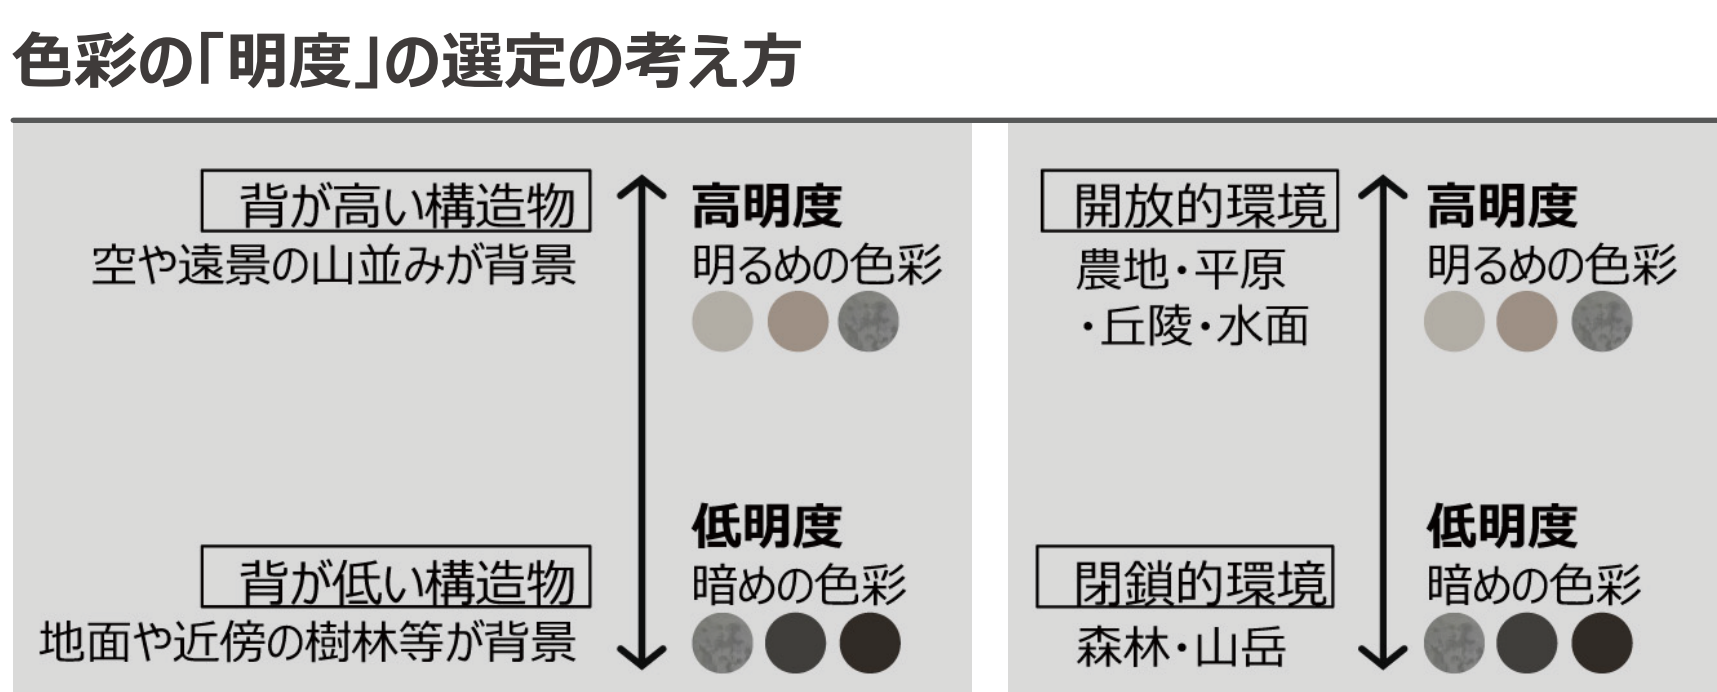 色彩の「明度」の選定の考え方
背が高い構造物
空や遠景の山並みが背景
高明度
明るめの色彩
背が低い構造物
地面や近傍の樹林等が背景
低明度
暗めの色彩
開放的環境
農地・平原
・丘陵・水面
高明度
明るめの色彩
閉鎖的環境
森林・山岳
低明度
暗めの色彩